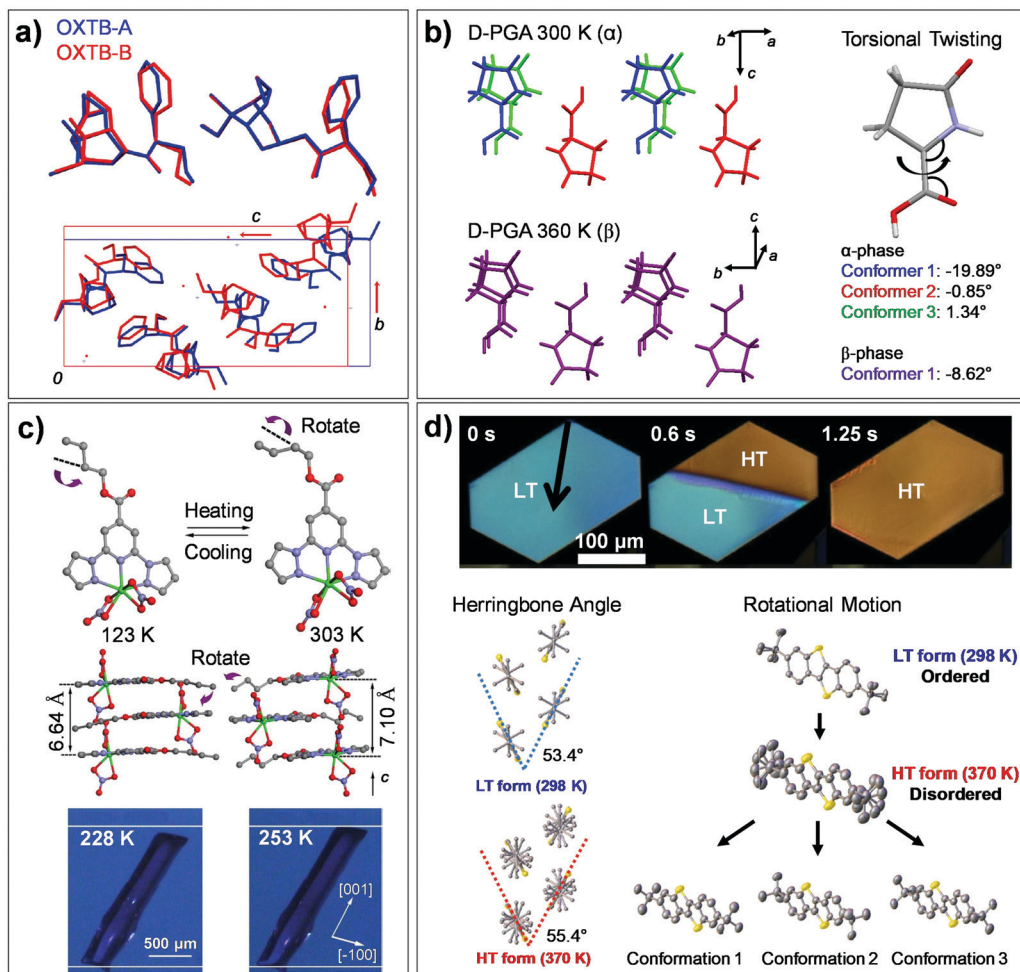 a)
OXTB-A
OXTB-B
c
b
0
b)
D-PGA 300 K (α)
b
a
c
Torsional Twisting
D-PGA 360 K (β)
c
a
b
α-phase
Conformer 1: -19.89°
Conformer 2: -0.85°
Conformer 3: 1.34°
β-phase
Conformer 1: -8.62°
c)
Rotate
Heating
Cooling
123 K
303 K
Rotate
6.64 Å
7.10 Å
c
228 K
253 K
500 µm
[001]
[-100]
d)
0 s
0.6 s
1.25 s
LT
HT
LT
HT
100 µm
Herringbone Angle
53.4°
LT form (298 K)
55.4°
HT form (370 K)
Rotational Motion
LT form (298 K)
Ordered
HT form (370 K)
Disordered
Conformation 1
Conformation 2
Conformation 3